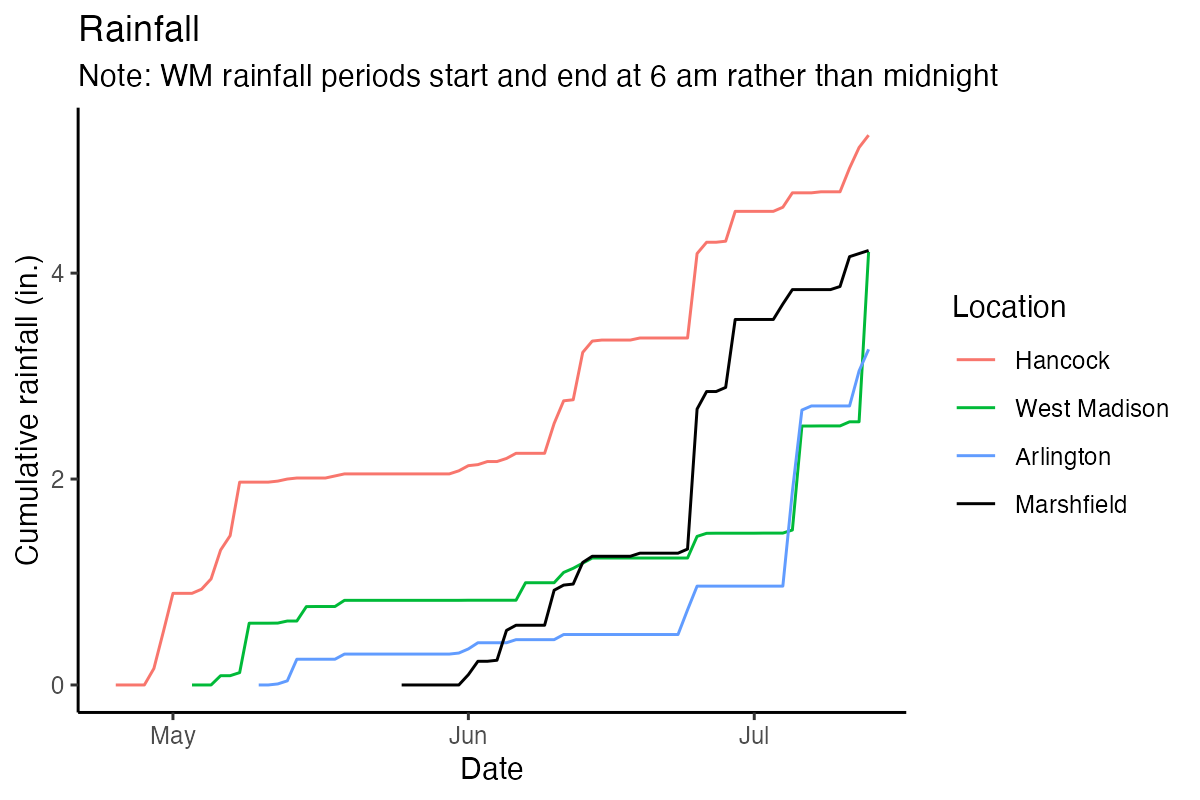 Rainfall
Note: WM rainfall periods start and end at 6 am rather than midnight
Cumulative rainfall (in.)
4
2
0
May
Jun
Jul
Date
Location
Hancock
West Madison
Arlington
Marshfield